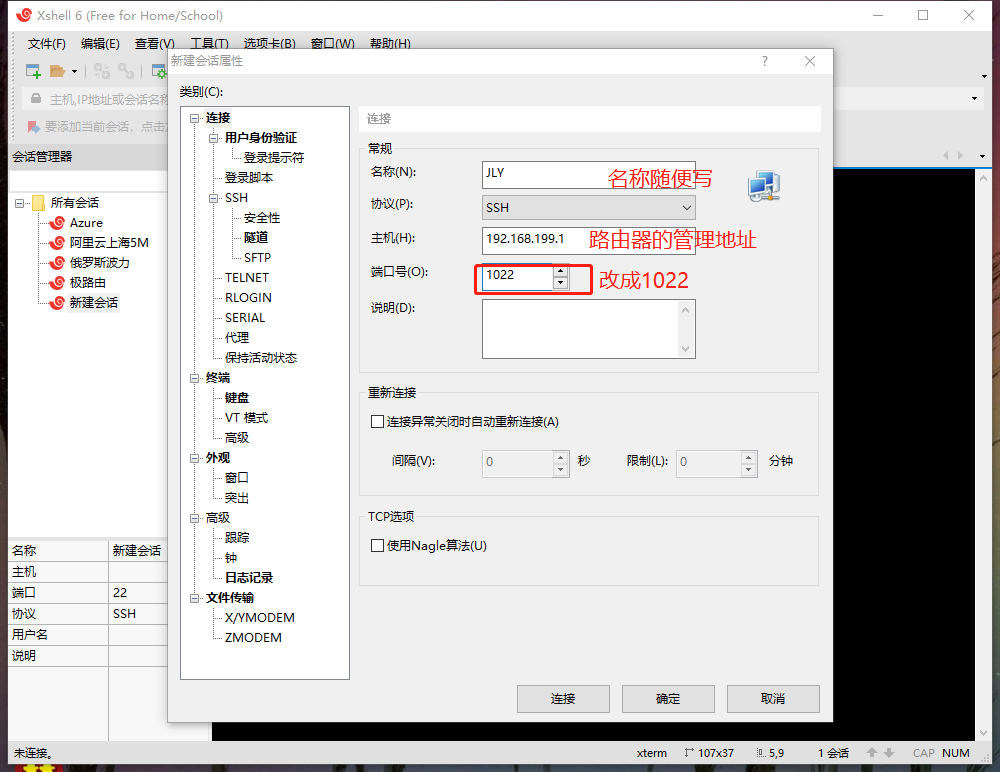 Xshell 6 (Free for Home/School)
文件(F) 编辑(E) 查看(V) 工具(T) 选项卡(B) 窗口(W) 帮助(H)
主机,IP地址或会话名称
要添加当前会话，点击
会话管理器
所有会话
Azure
阿里云上海5M
俄罗斯波力
极路由
新建会话
名称 新建会话
主机
端口 22
协议 SSH
用户名
说明
新建会话属性 ?
类别(C):
连接
用户身份验证
登录提示符
登录脚本
SSH
安全性
隧道
SFTP
TELNET
RLOGIN
SERIAL
代理
保持活动状态
终端
键盘
VT 模式
高级
外观
窗口
突出
高级
跟踪
钟
日志记录
文件传输
X/YMODEM
ZMODEM
连接
常规
名称(N): JLY 名称随便写
协议(P): SSH
主机(H): 192.168.199.1 路由器的管理地址
端口号(O): 1022 改成1022
说明(D):
重新连接
连接异常关闭时自动重新连接(A)
间隔(V): 0 秒 限制(L): 0 分钟
TCP选项
使用Nagle算法(U)
连接 确定 取消
未连接。 xterm 107x37 5,9 1 会话 CAP NUM